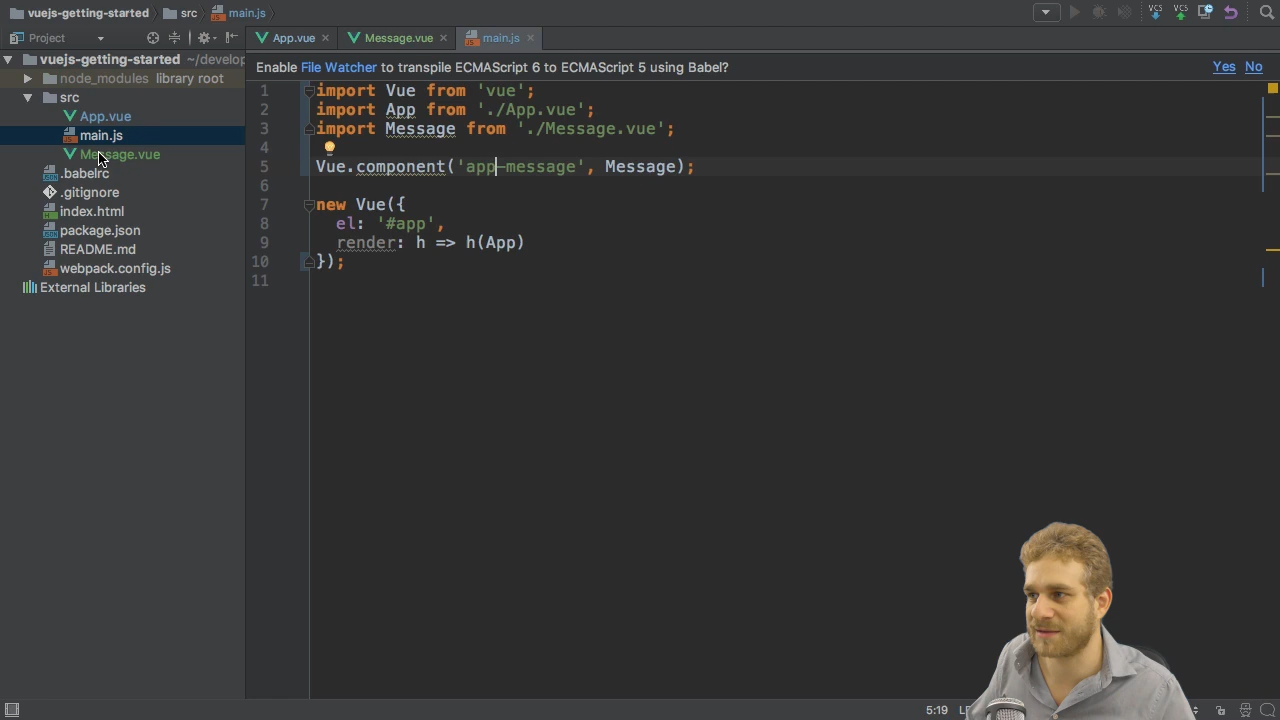 vuejs-getting-started src main.js
VCS VCS
Project
App.vue Message.vue main.js
vuejs-getting-started ~/develop
node_modules library root
src
App.vue
main.js
Message.vue
.babelrc
.gitignore
index.html
package.json
README.md
webpack.config.js
External Libraries
Enable File Watcher to transpile ECMAScript 6 to ECMAScript 5 using Babel? Yes No
1 import Vue from 'vue';
2 import App from './App.vue';
3 import Message from './Message.vue';
4
5 Vue.component('app-message', Message);
6
7 new Vue({
8 el: '#app',
9 render: h => h(App)
10 });
11
5:19